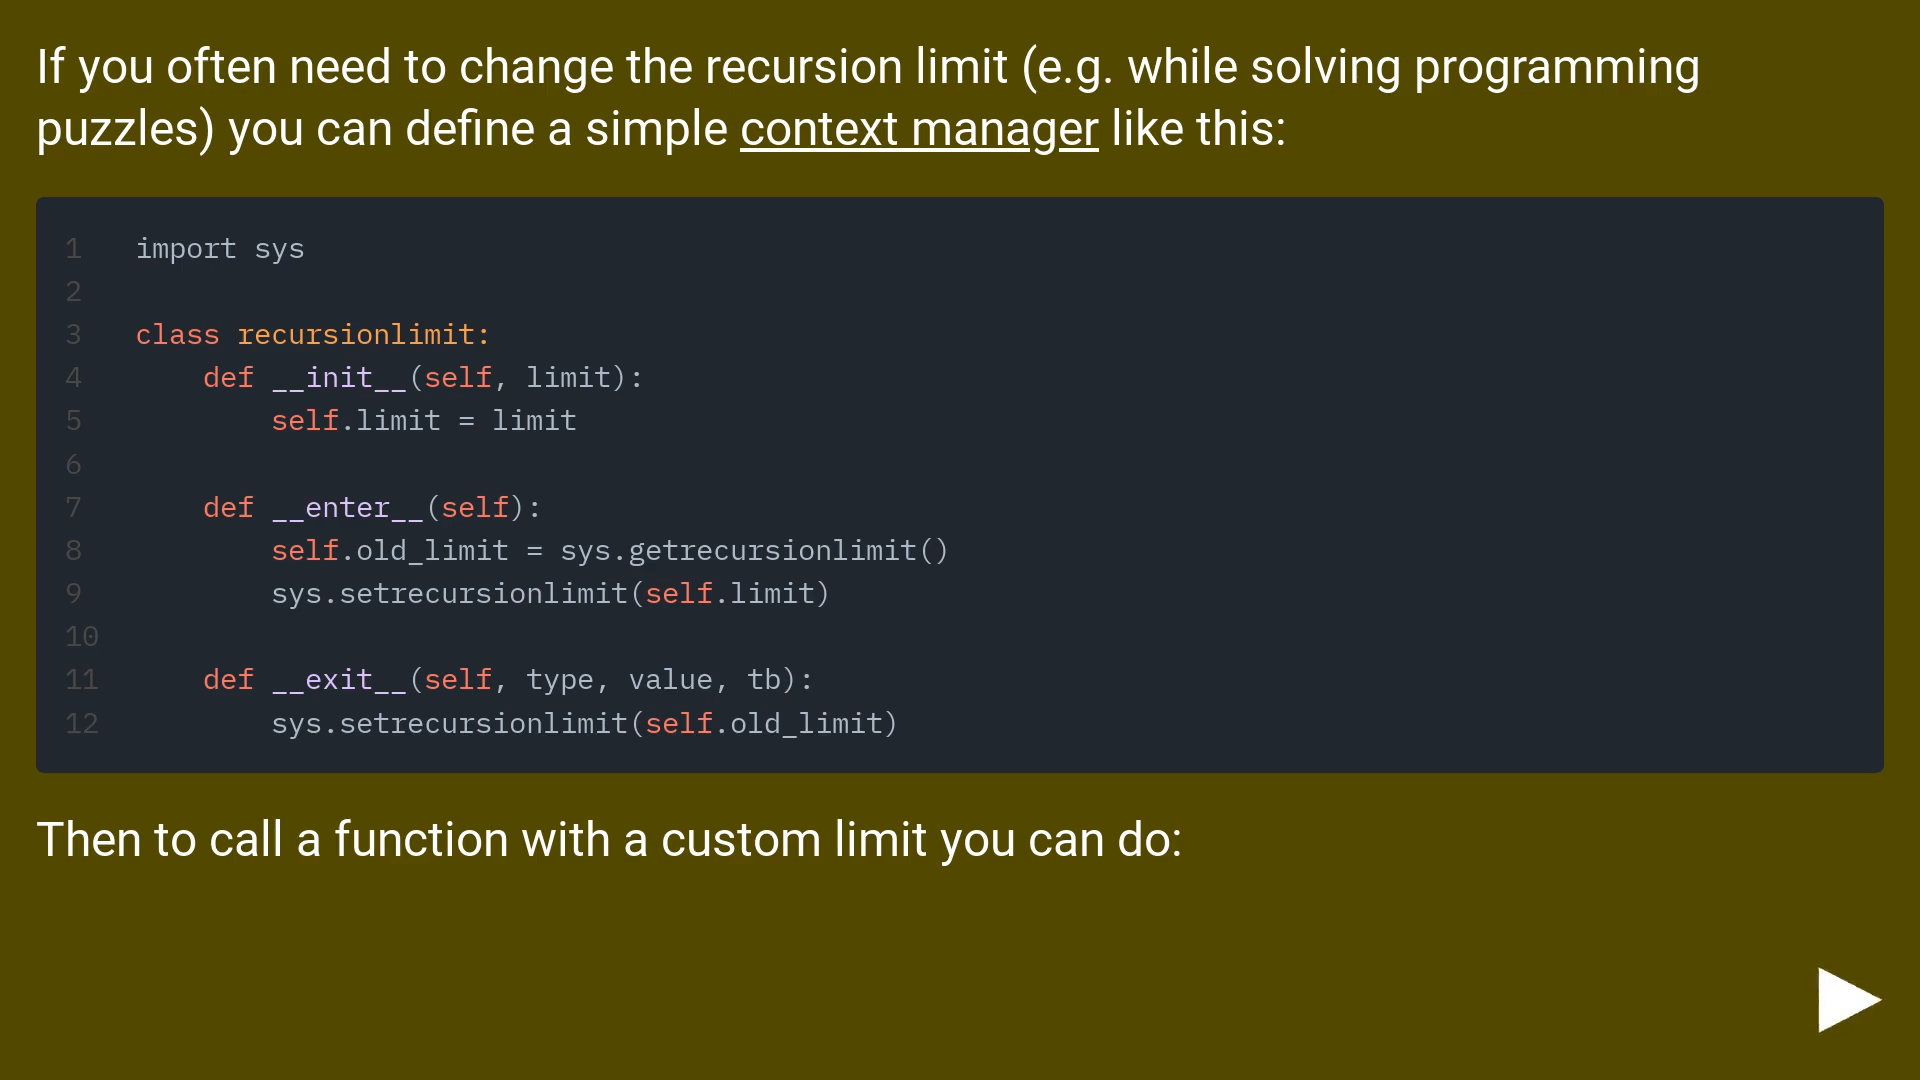 If you often need to change the recursion limit (e.g. while solving programming
puzzles) you can define a simple context manager like this:
1 import sys
2
3 class recursionlimit:
4     def __init__(self, limit):
5         self.limit = limit
6
7     def __enter__(self):
8         self.old_limit = sys.getrecursionlimit()
9         sys.setrecursionlimit(self.limit)
10
11     def __exit__(self, type, value, tb):
12         sys.setrecursionlimit(self.old_limit)
Then to call a function with a custom limit you can do: